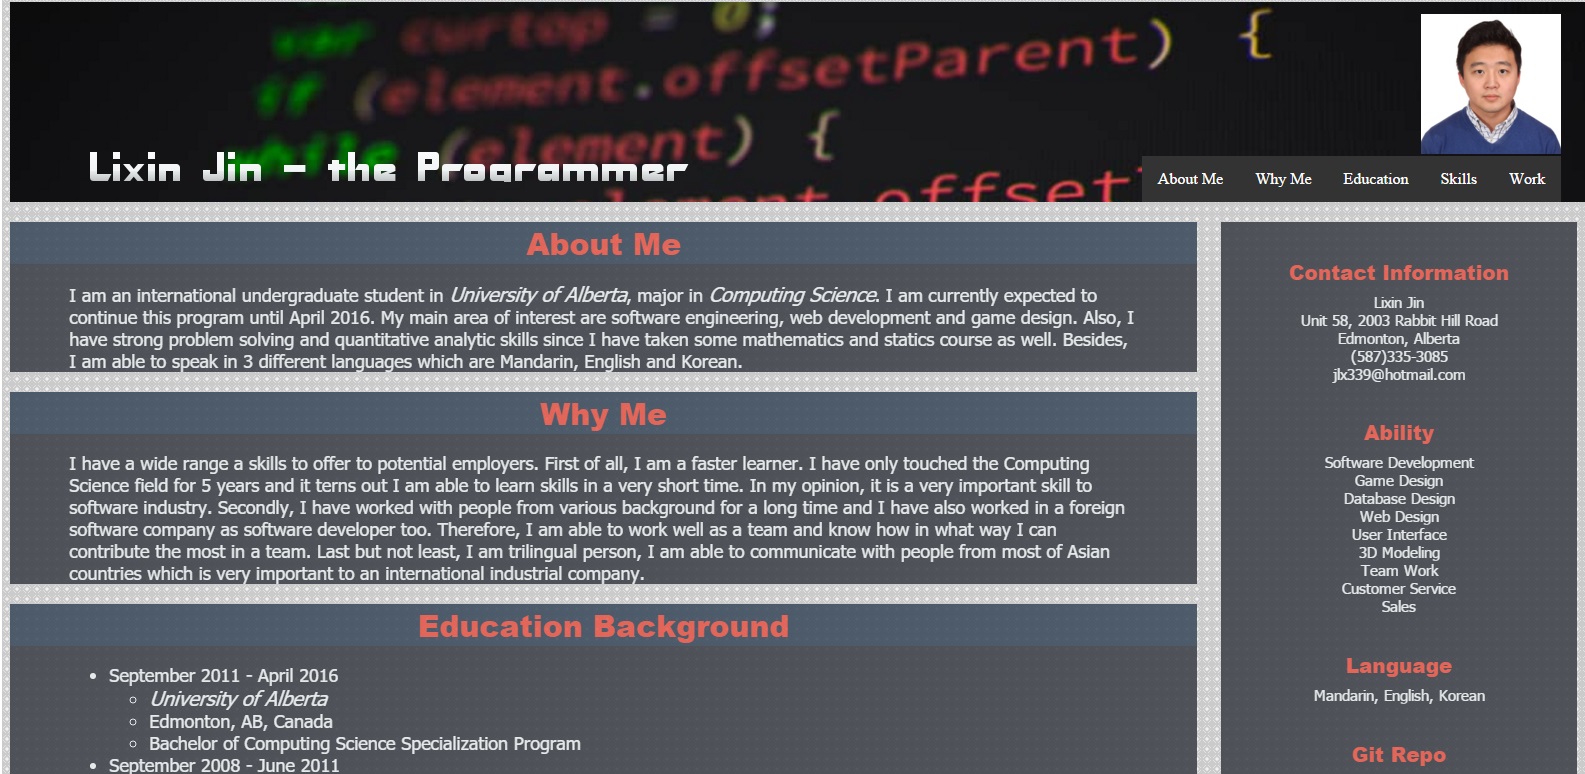 var curtop = 0;
if (element.offsetParent) {
while (element) {
element.offsetT
Lixin Jin - the Programmer
About Me Why Me Education Skills Work
About Me
I am an international undergraduate student in University of Alberta, major in Computing Science. I am currently expected to
continue this program until April 2016. My main area of interest are software engineering, web development and game design. Also, I
have strong problem solving and quantitative analytic skills since I have taken some mathematics and statics course as well. Besides,
I am able to speak in 3 different languages which are Mandarin, English and Korean.
Why Me
I have a wide range a skills to offer to potential employers. First of all, I am a faster learner. I have only touched the Computing
Science field for 5 years and it terns out I am able to learn skills in a very short time. In my opinion, it is a very important skill to
software industry. Secondly, I have worked with people from various background for a long time and I have also worked in a foreign
software company as software developer too. Therefore, I am able to work well as a team and know how in what way I can
contribute the most in a team. Last but not least, I am trilingual person, I am able to communicate with people from most of Asian
countries which is very important to an international industrial company.
Education Background
• September 2011 - April 2016
○ University of Alberta
○ Edmonton, AB, Canada
○ Bachelor of Computing Science Specialization Program
• September 2008 - June 2011
Contact Information
Lixin Jin
Unit 58, 2003 Rabbit Hill Road
Edmonton, Alberta
(587)335-3085
jlx339@hotmail.com
Ability
Software Development
Game Design
Database Design
Web Design
User Interface
3D Modeling
Team Work
Customer Service
Sales
Language
Mandarin, English, Korean
Git Repo